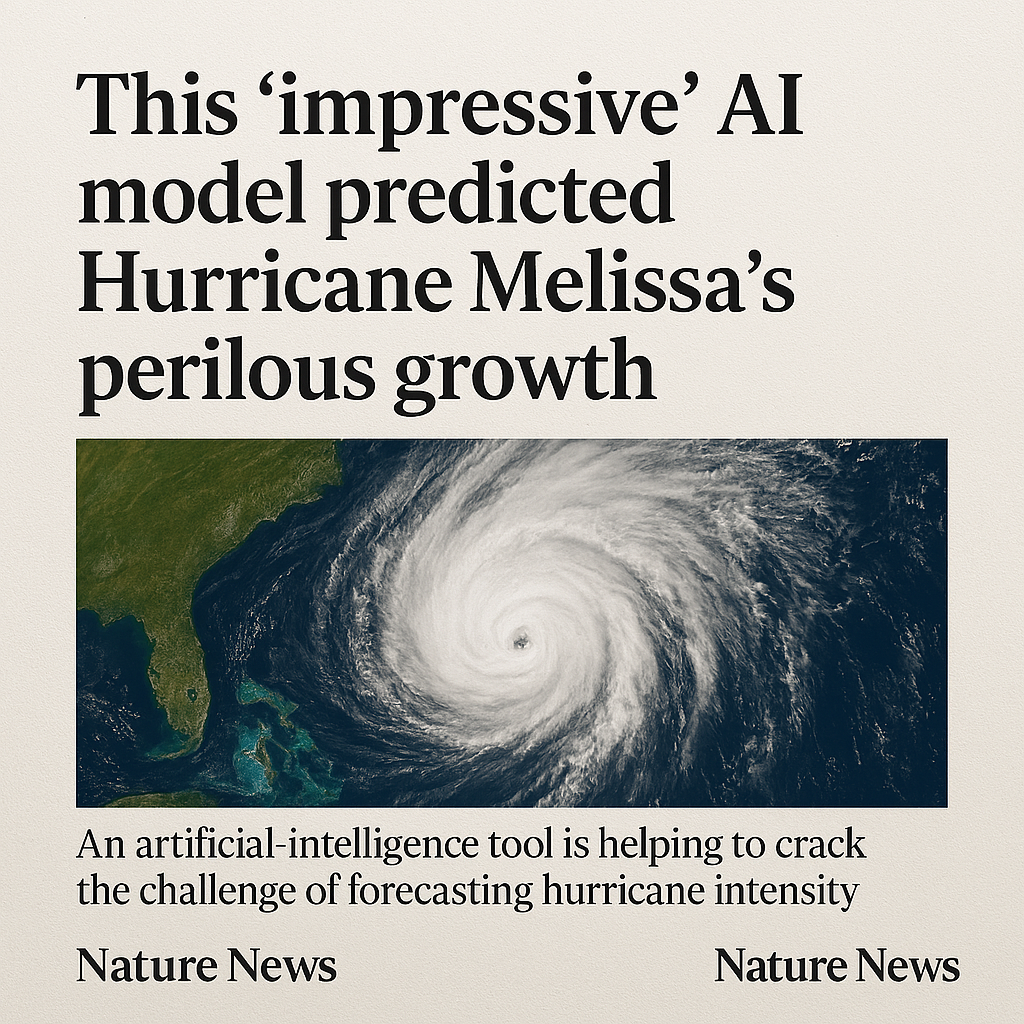 This ‘impressive’ AI
model predicted
Hurricane Melissa’s
perilous growth
An artificial-intelligence tool is helping to crack
the challenge of forecasting hurricane intensity
Nature News
Nature News